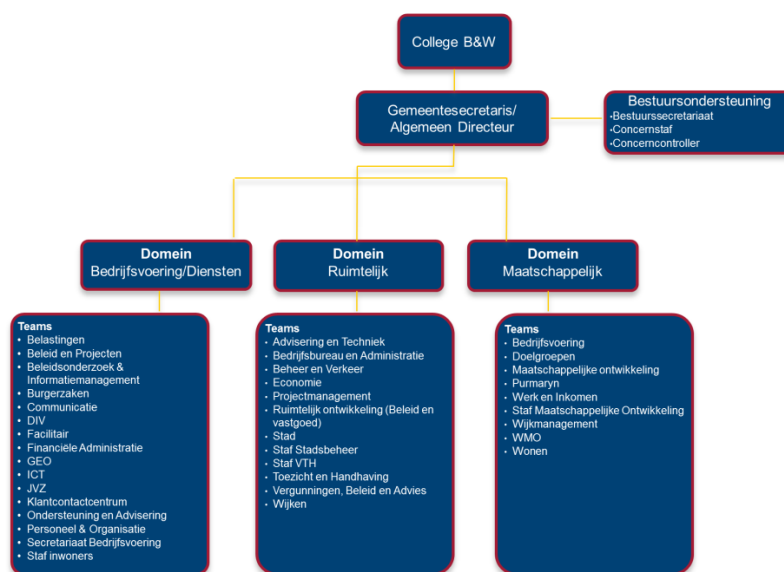 College B&W
Gemeentesecretaris/
Algemeen Directeur
Bestuursondersteuning
•Bestuurssecretariaat
•Concernstaf
•Concerncontroller
Domein
Bedrijfsvoering/Diensten
Domein
Ruimtelijk
Domein
Maatschappelijk
Teams
• Belastingen
• Beleid en Projecten
• Beleidsonderzoek &
Informatiemanagement
• Burgerzaken
• Communicatie
• DIV
• Facilitair
• Financiële Administratie
• GEO
• ICT
• JVZ
• Klantcontactcentrum
• Ondersteuning en Advisering
• Personeel & Organisatie
• Secretariaat Bedrijfsvoering
• Staf inwoners
Teams
• Advisering en Techniek
• Bedrijfsbureau en Administratie
• Beheer en Verkeer
• Economie
• Projectmanagement
• Ruimtelijk ontwikkeling (Beleid en
vastgoed)
• Stad
• Staf Stadsbeheer
• Staf VTH
• Toezicht en Handhaving
• Vergunningen, Beleid en Advies
• Wijken
Teams
• Bedrijfsvoering
• Doelgroepen
• Maatschappelijke ontwikkeling
• Purmaryn
• Werk en Inkomen
• Staf Maatschappelijke Ontwikkeling
• Wijkmanagement
• WMO
• Wonen